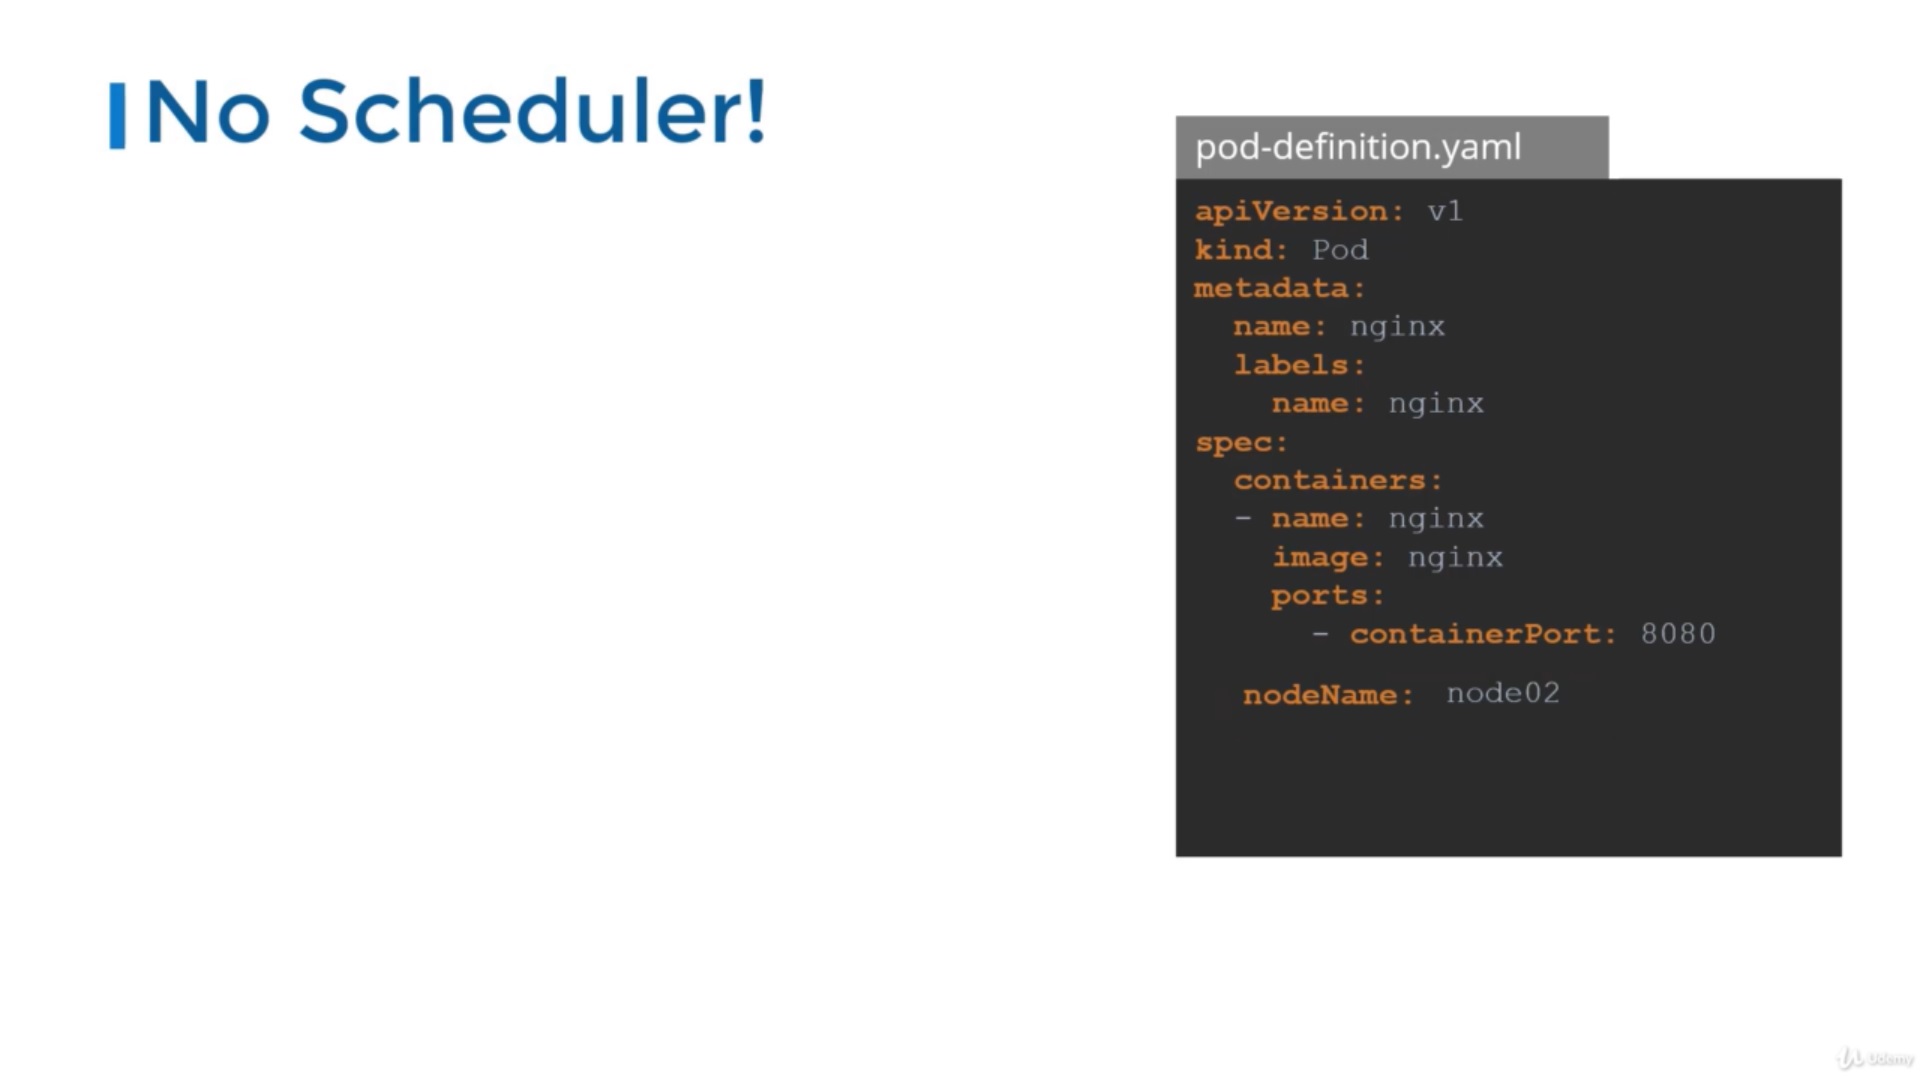 No Scheduler!
pod-definition.yaml
apiVersion: v1
kind: Pod
metadata:
  name: nginx
  labels:
    name: nginx
spec:
  containers:
  - name: nginx
    image: nginx
    ports:
      - containerPort: 8080
  nodeName: node02
Udemy